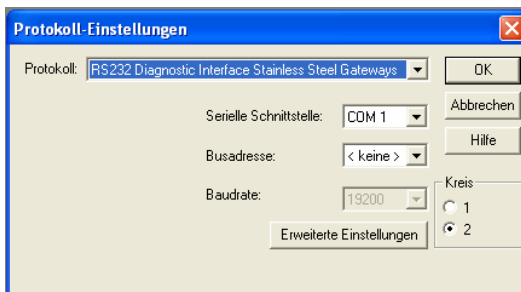 Protokoll-Einstellungen
Protokoll: RS232 Diagnostic Interface Stainless Steel Gateways
OK
Serielle Schnittstelle: COM 1
Abbrechen
Busadresse: < keine >
Hilfe
Baudrate: 19200
Kreis
1
2
Erweiterte Einstellungen